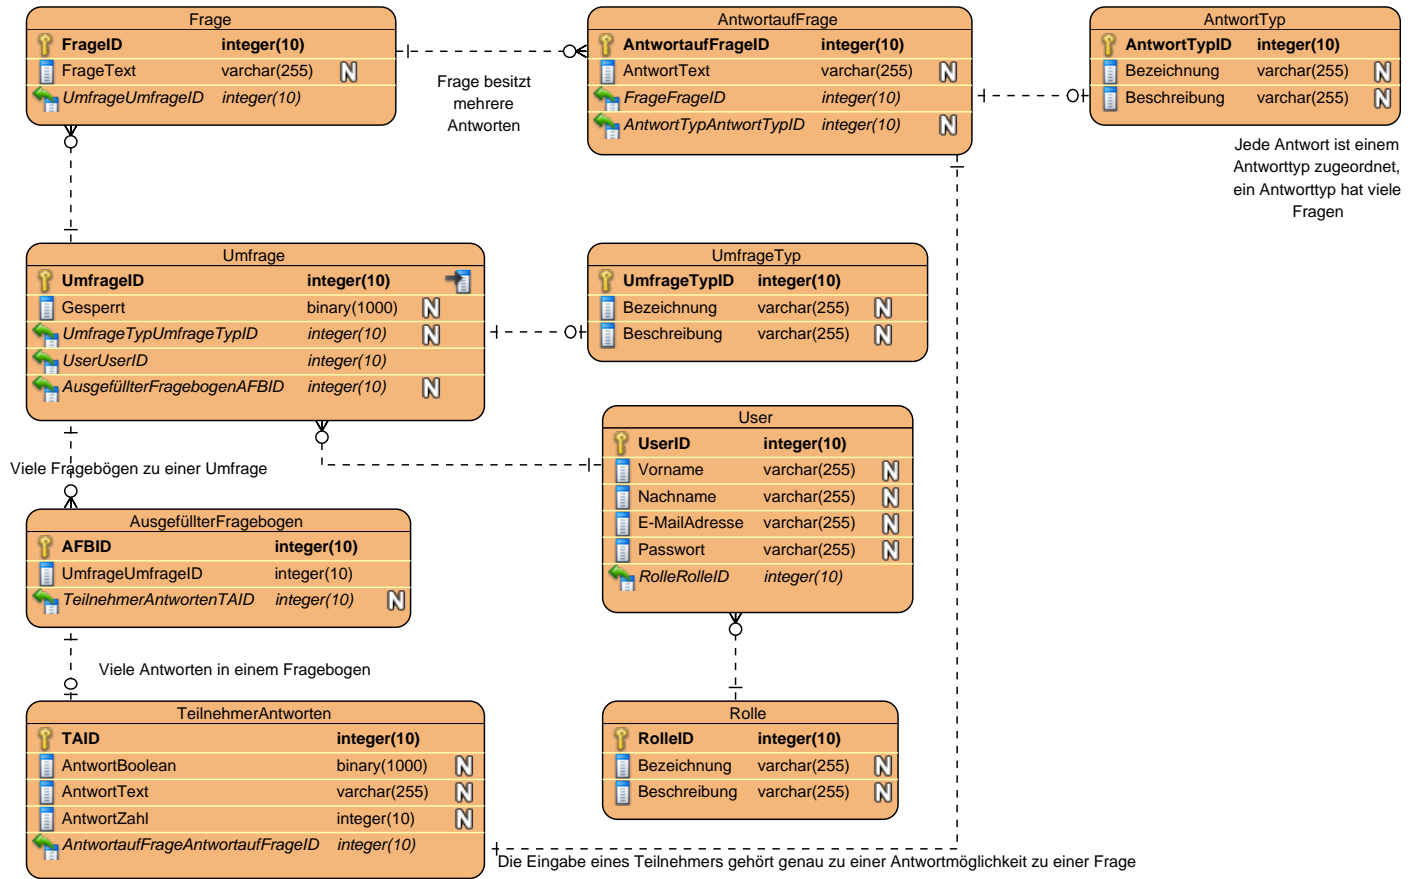 Frage
FrageID integer(10)
FrageText varchar(255) N
UmfrageUmfrageID integer(10)
Frage besitzt
mehrere
Antworten
AntwortaufFrage
AntwortaufFrageID integer(10)
AntwortText varchar(255) N
FrageFrageID integer(10)
AntwortTypAntwortTypID integer(10) N
AntwortTyp
AntwortTypID integer(10)
Bezeichnung varchar(255) N
Beschreibung varchar(255) N
Jede Antwort ist einem
Antworttyp zugeordnet,
ein Antworttyp hat viele
Fragen
Umfrage
UmfrageID integer(10)
Gesperrt binary(1000) N
UmfrageTypUmfrageTypID integer(10) N
UserUserID integer(10)
AusgefüllterFragebogenAFBID integer(10) N
UmfrageTyp
UmfrageTypID integer(10)
Bezeichnung varchar(255) N
Beschreibung varchar(255) N
Viele Fragebögen zu einer Umfrage
User
UserID integer(10)
Vorname varchar(255) N
Nachname varchar(255) N
E-MailAdresse varchar(255) N
Passwort varchar(255) N
RolleRolleID integer(10)
AusgefüllterFragebogen
AFBID integer(10)
UmfrageUmfrageID integer(10)
TeilnehmerAntwortenTAID integer(10) N
Viele Antworten in einem Fragebogen
TeilnehmerAntworten
TAID integer(10)
AntwortBoolean binary(1000) N
AntwortText varchar(255) N
AntwortZahl integer(10) N
AntwortaufFrageAntwortaufFrageID integer(10)
Rolle
RolleID integer(10)
Bezeichnung varchar(255) N
Beschreibung varchar(255) N
Die Eingabe eines Teilnehmers gehört genau zu einer Antwortmöglichkeit zu einer Frage